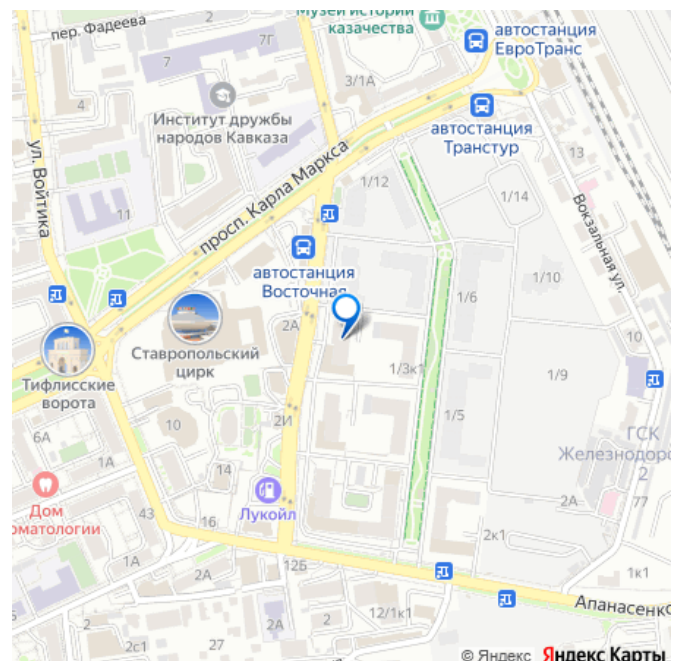 Музей истории
казачества
автостанция
ЕвроТранс
пер. Фадеева
7Г
7
3/1А
4
Институт дружбы
народов Кавказа
автостанция
Транстур
13
ул. Войтика
просп. Карла Маркса
1/12
1/14
Вокзальная ул.
11
автостанция
Восточная
1/10
1/6
2А
Ставропольский
цирк
10
Тифлисские
ворота
1/3к1
1/9
2И
1/5
6А
10
ГСК
Железнодоро
2
1А
14
Лукойл
Дом
оматологии
43
16
2А
77
2к1
1А
12Б
2А
1к1
Апанасенко
2А
2
12/1к1
2
2с1
27
© Яндекс Яндекс Карты